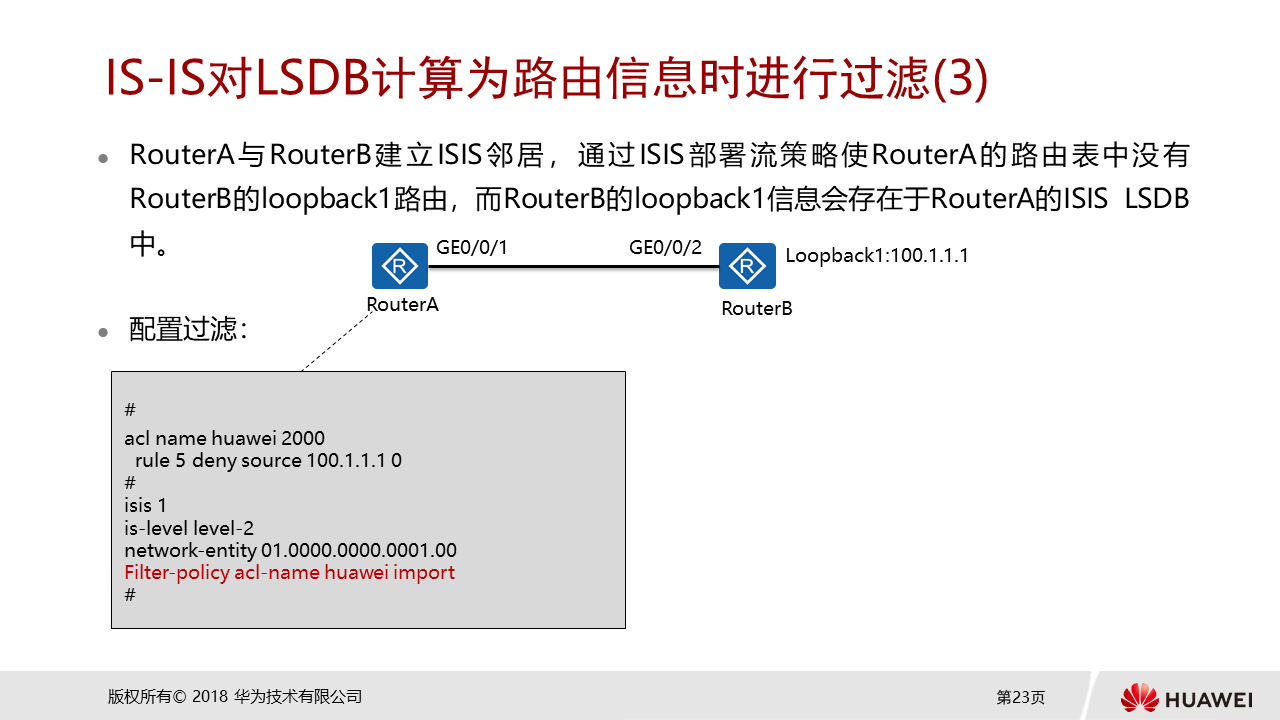 IS-IS对LSDB计算为路由信息时进行过滤(3)
RouterA与RouterB建立ISIS邻居，通过ISIS部署流策略使RouterA的路由表中没有
RouterB的loopback1路由，而RouterB的loopback1信息会存在于RouterA的ISIS LSDB
中。
GE0/0/1
GE0/0/2
Loopback1:100.1.1.1
R
R
RouterA
RouterB
配置过滤：
#
acl name huawei 2000
rule 5 deny source 100.1.1.1 0
#
isis 1
is-level level-2
network-entity 01.0000.0000.0001.00
Filter-policy acl-name huawei import
#
版权所有© 2018 华为技术有限公司
第23页
HUAWEI